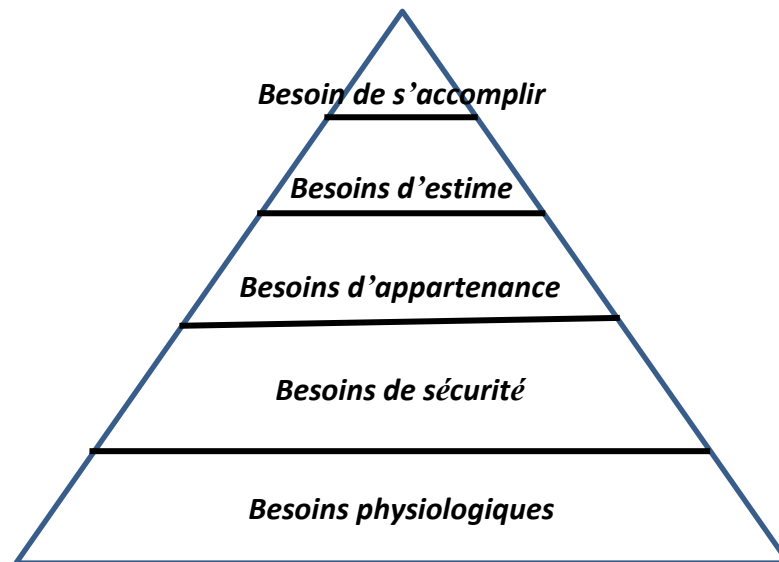 Besoin de s’accomplir
Besoins d’estime
Besoins d’appartenance
Besoins de sécurité
Besoins physiologiques